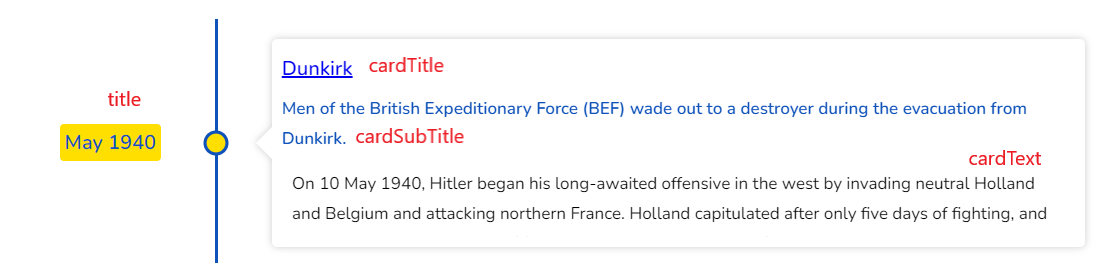 Dunkirk cardTitle
title
Men of the British Expeditionary Force (BEF) wade out to a destroyer during the evacuation from
May 1940
Dunkirk. cardSubTitle
cardText
On 10 May 1940, Hitler began his long-awaited offensive in the west by invading neutral Holland
and Belgium and attacking northern France. Holland capitulated after only five days of fighting, and